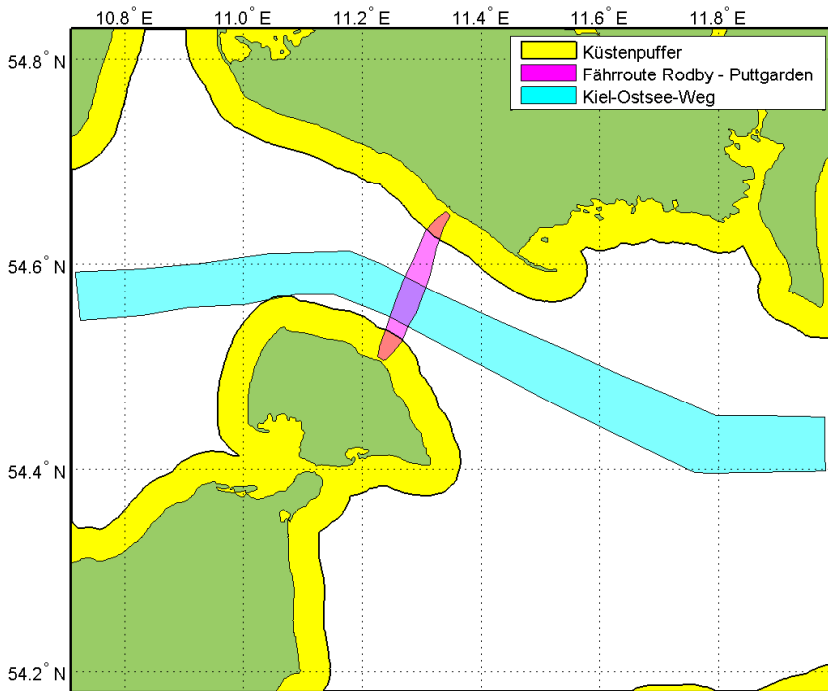 10.8° E 11.0° E 11.2° E 11.4° E 11.6° E 11.8° E
54.8° N
Küstenpuffer
Fährroute Rodby - Puttgarden
Kiel-Ostsee-Weg
54.6° N
54.4° N
54.2° N